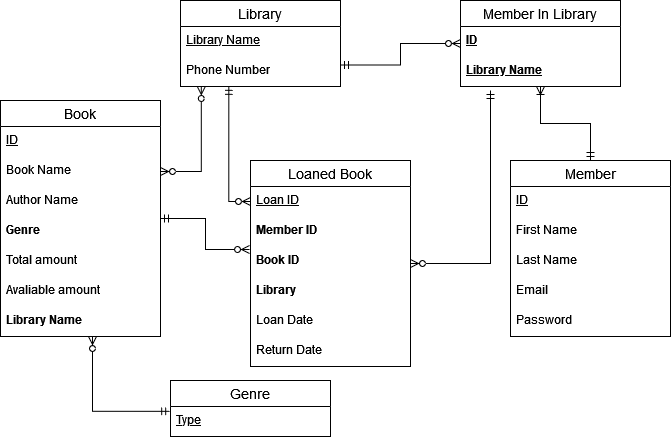 Library
Library Name
Phone Number
Member In Library
ID
Library Name
Book
ID
Book Name
Author Name
Genre
Total amount
Avaliable amount
Library Name
Loaned Book
Loan ID
Member ID
Book ID
Library
Loan Date
Return Date
Member
ID
First Name
Last Name
Email
Password
Genre
Type